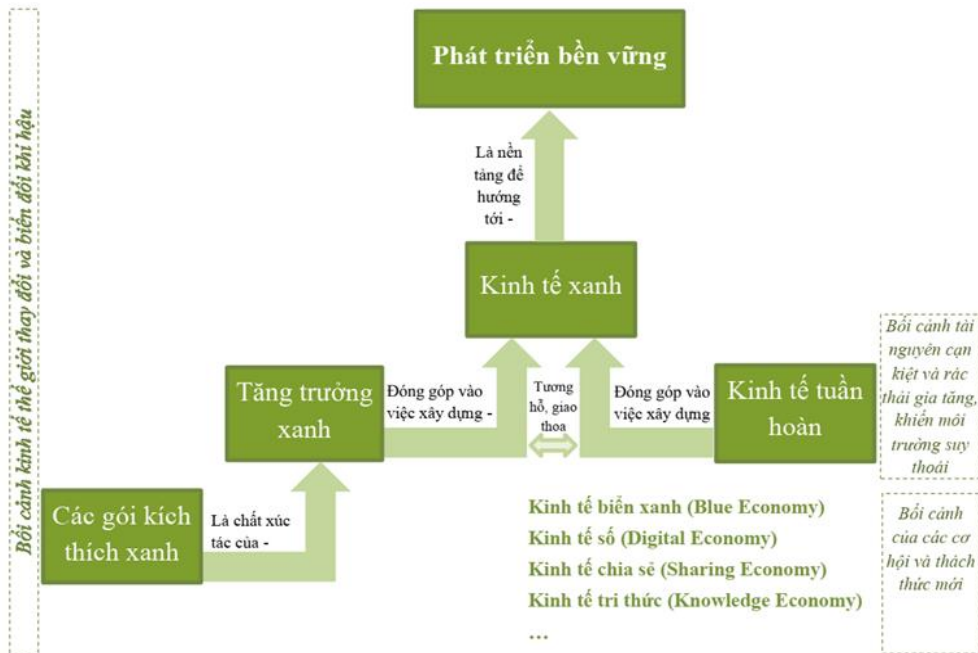 Bối cảnh kinh tế thế giới thay đổi và biến đổi khí hậu
Phát triển bền vững
Là nền
tảng để
hướng
tới -
Kinh tế xanh
Tăng trưởng
xanh
Đóng góp vào
việc xây dựng -
Tương
hỗ, giao
thoa
Đóng góp vào
việc xây dựng
Kinh tế tuần
hoàn
Bối cảnh tài
nguyên cạn
kiệt và rác
thải gia tăng,
khiến môi
trường suy
thoái
Các gói kích
thích xanh
Là chất xúc
tác của -
Kinh tế biển xanh (Blue Economy)
Kinh tế số (Digital Economy)
Kinh tế chia sẻ (Sharing Economy)
Kinh tế tri thức (Knowledge Economy)
…
Bối cảnh
của các cơ
hội và thách
thức mới